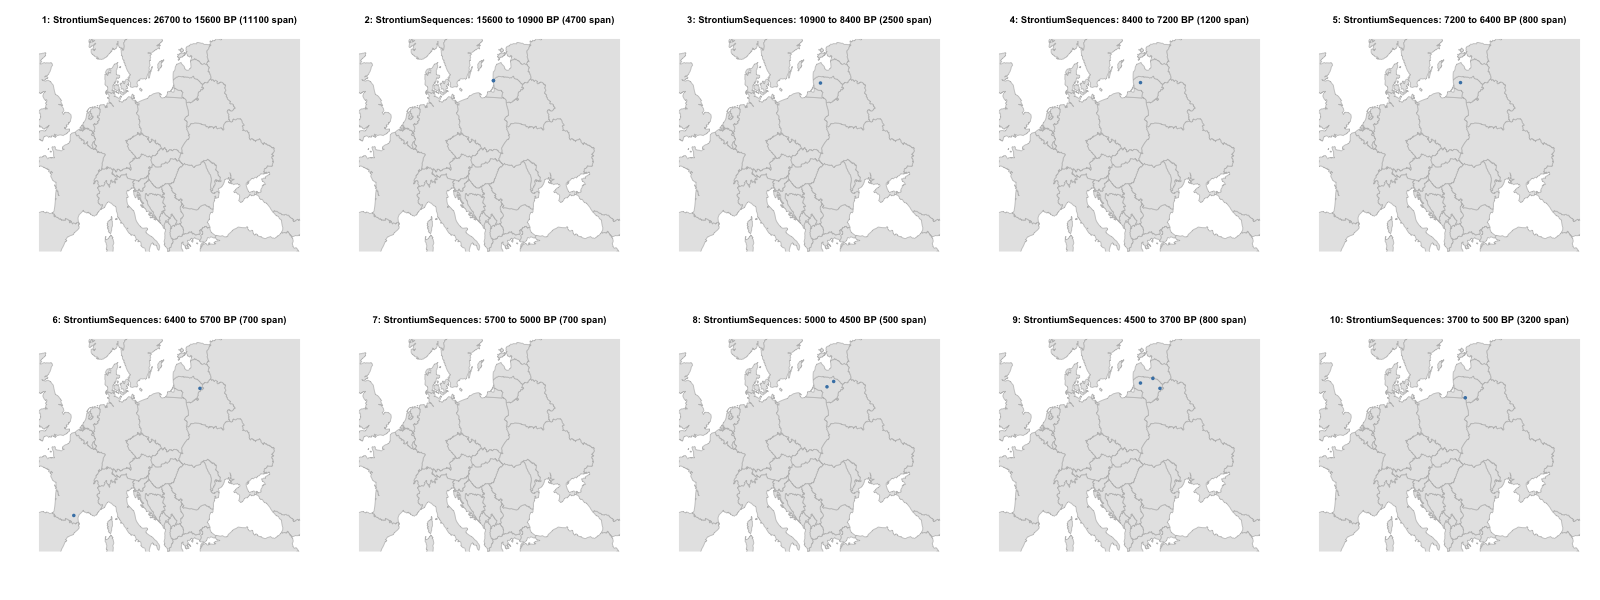 1: StrontiumSequences: 26700 to 15600 BP (11100 span)
2: StrontiumSequences: 15600 to 10900 BP (4700 span)
3: StrontiumSequences: 10900 to 8400 BP (2500 span)
4: StrontiumSequences: 8400 to 7200 BP (1200 span)
5: StrontiumSequences: 7200 to 6400 BP (800 span)
6: StrontiumSequences: 6400 to 5700 BP (700 span)
7: StrontiumSequences: 5700 to 5000 BP (700 span)
8: StrontiumSequences: 5000 to 4500 BP (500 span)
9: StrontiumSequences: 4500 to 3700 BP (800 span)
10: StrontiumSequences: 3700 to 500 BP (3200 span)